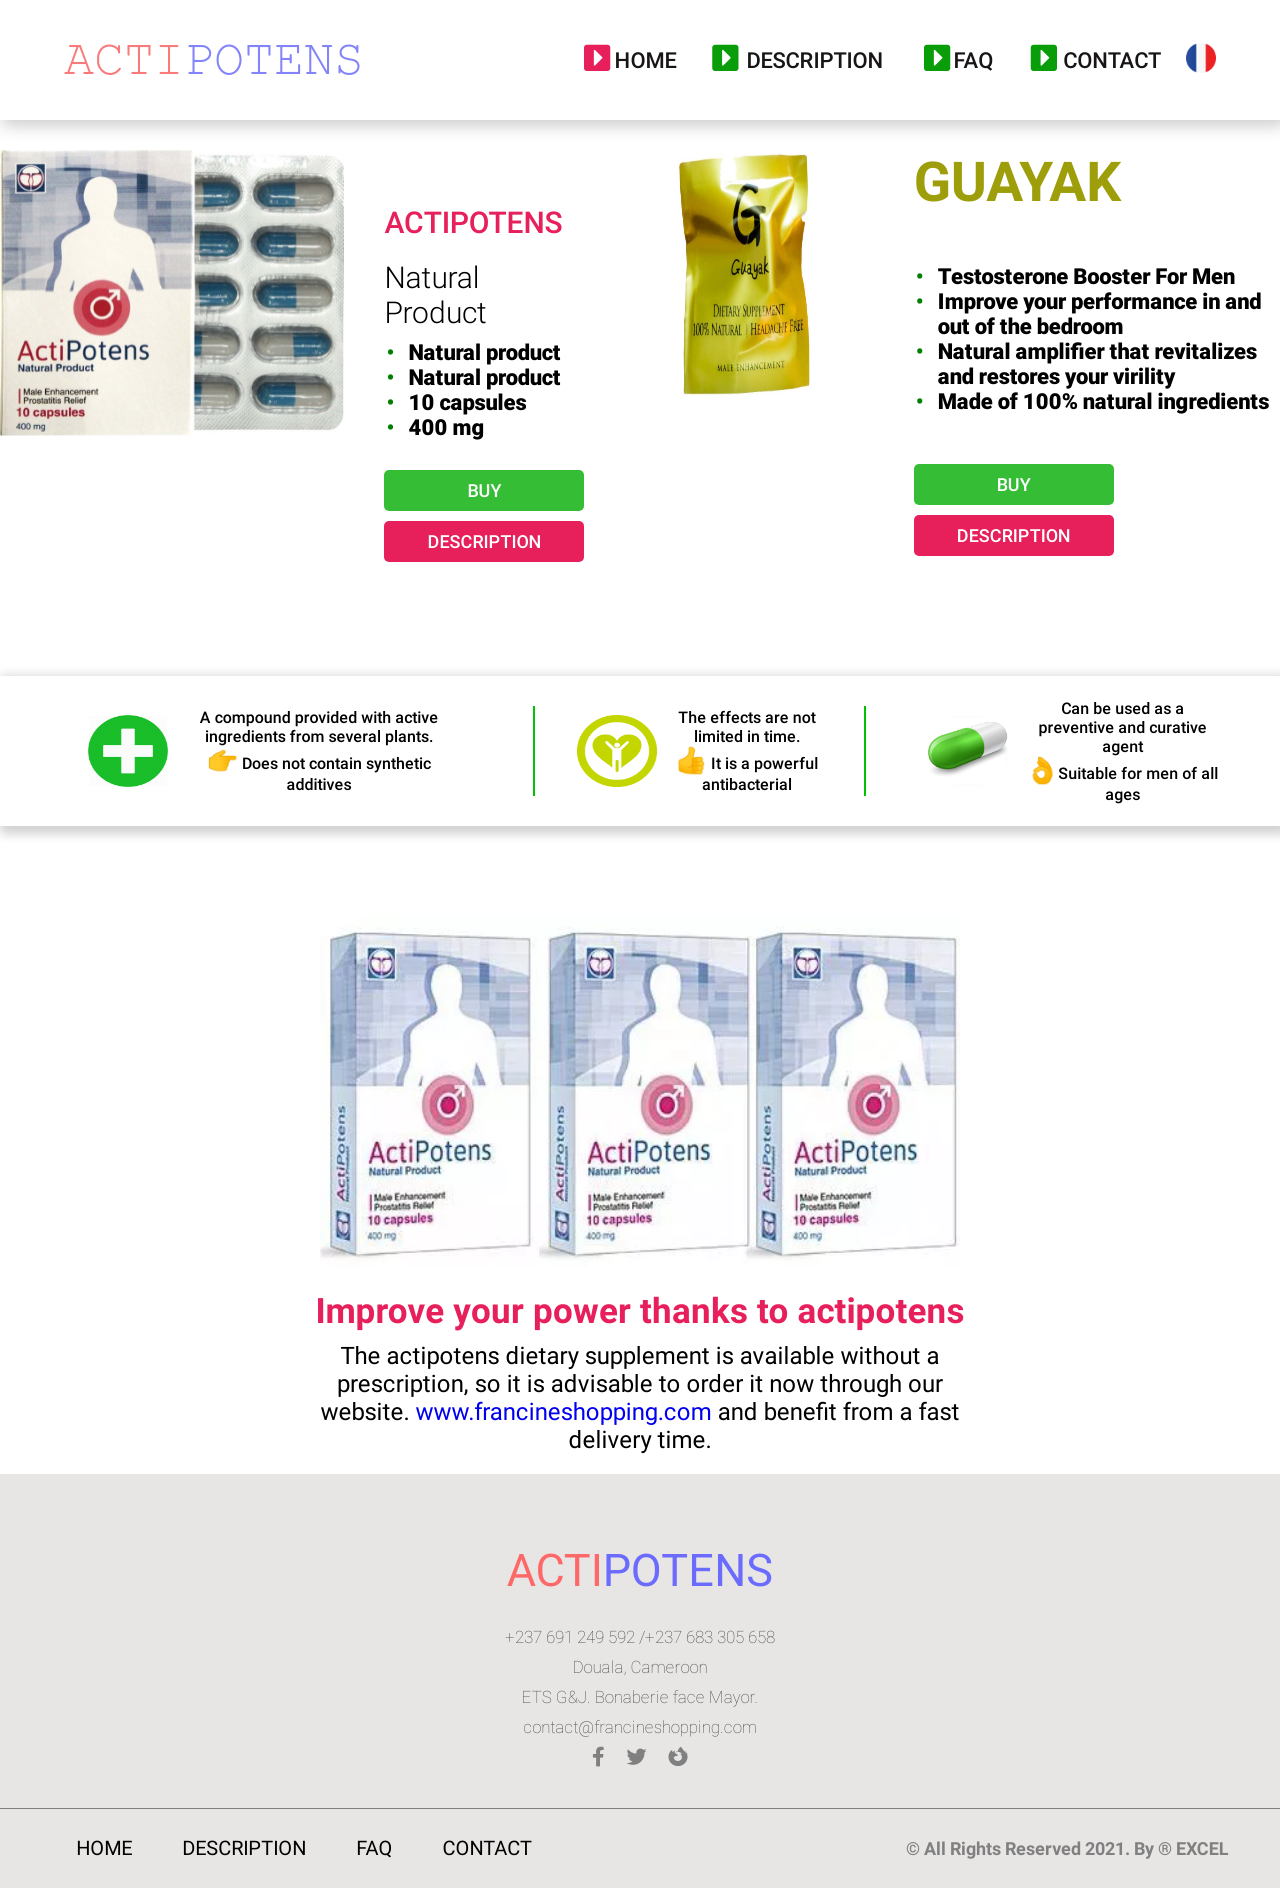 ACTIPOTENS
HOME
DESCRIPTION
FAQ
CONTACT
ActiPotens
Natural Product
Male Enhancement
Prostatitis Relief
10 capsules
400 mg
ACTIPOTENS
Natural
Product
• Natural product
• Natural product
• 10 capsules
• 400 mg
BUY
DESCRIPTION
G
Guayak
DIETARY SUPPLEMENT
100% NATURAL | HEADACHE FREE
MALE ENHANCEMENT
GUAYAK
• Testosterone Booster For Men
• Improve your performance in and
out of the bedroom
• Natural amplifier that revitalizes
and restores your virility
• Made of 100% natural ingredients
BUY
DESCRIPTION
A compound provided with active
ingredients from several plants.
👉 Does not contain synthetic
additives
The effects are not
limited in time.
👍 It is a powerful
antibacterial
Can be used as a
preventive and curative
agent
👌 Suitable for men of all
ages
ActiPotens
ActiPotens
Natural Product
Male Enhancement
Prostatitis Relief
10 capsules
400 mg
ActiPotens
ActiPotens
Natural Product
Male Enhancement
Prostatitis Relief
10 capsules
400 mg
ActiPotens
ActiPotens
Natural Product
Male Enhancement
Prostatitis Relief
10 capsules
400 mg
Improve your power thanks to actipotens
The actipotens dietary supplement is available without a
prescription, so it is advisable to order it now through our
website. www.francineshopping.com and benefit from a fast
delivery time.
ACTIPOTENS
+237 691 249 592 /+237 683 305 658
Douala, Cameroon
ETS G&J. Bonaberie face Mayor.
contact@francineshopping.com
HOME
DESCRIPTION
FAQ
CONTACT
© All Rights Reserved 2021. By ® EXCEL